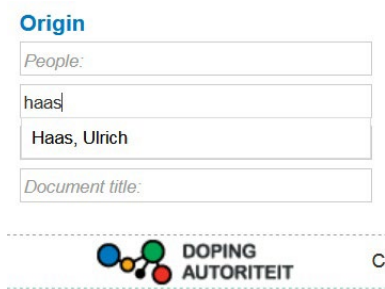 Origin
People:
haas
Haas, Ulrich
Document title:
DOPING
AUTORITEIT
C